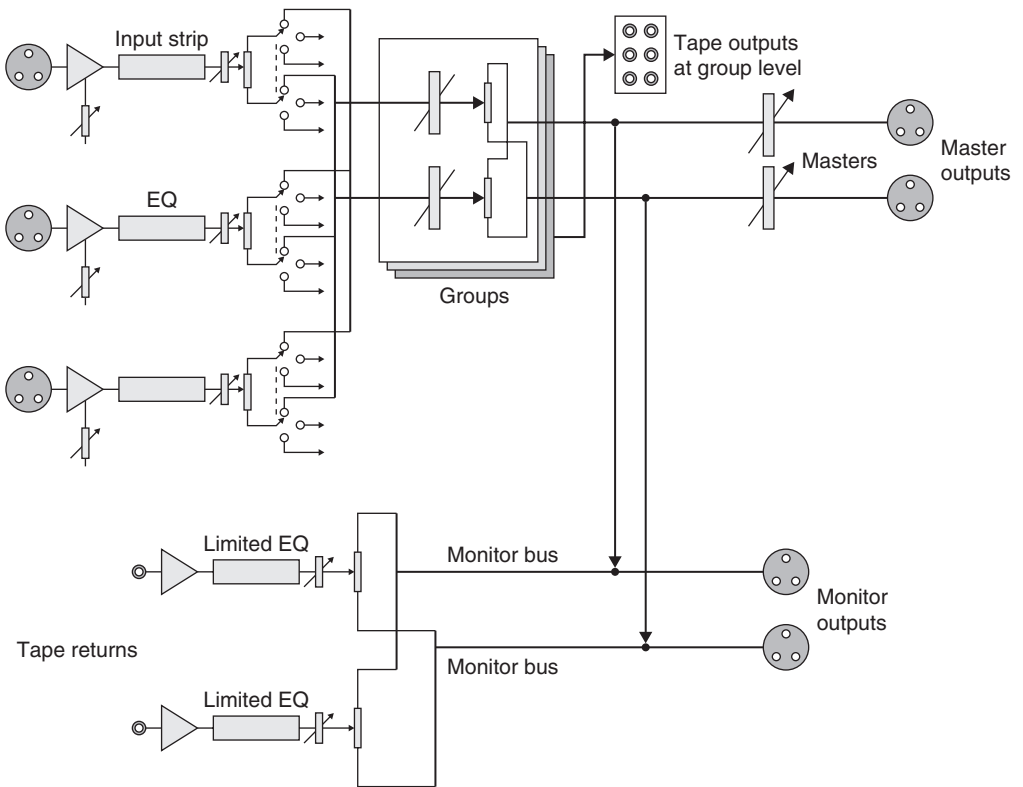 Input strip
Tape outputs
at group level
Masters
Master
outputs
EQ
Groups
Limited EQ
Monitor bus
Monitor
outputs
Tape returns
Monitor bus
Limited EQ